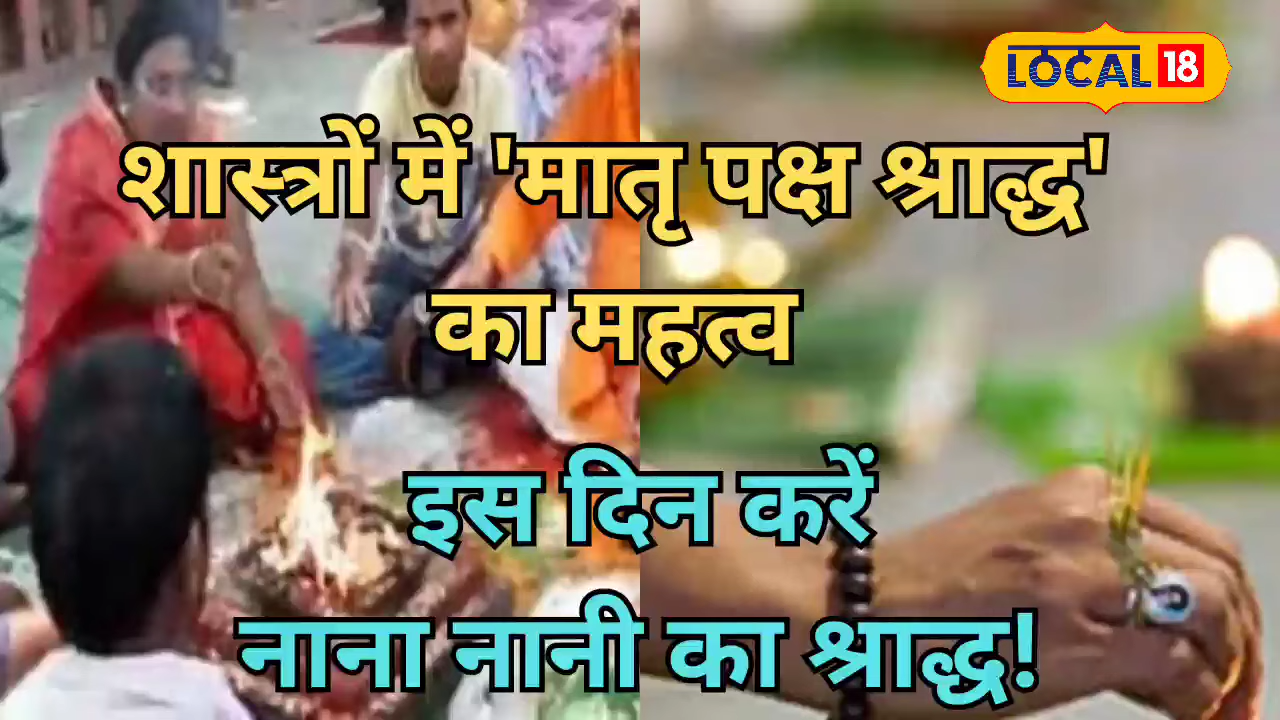 LOCAL 18
शास्त्रों में 'मातृ पक्ष श्राद्ध'
का महत्व
इस दिन करें
नाना नानी का श्राद्ध!